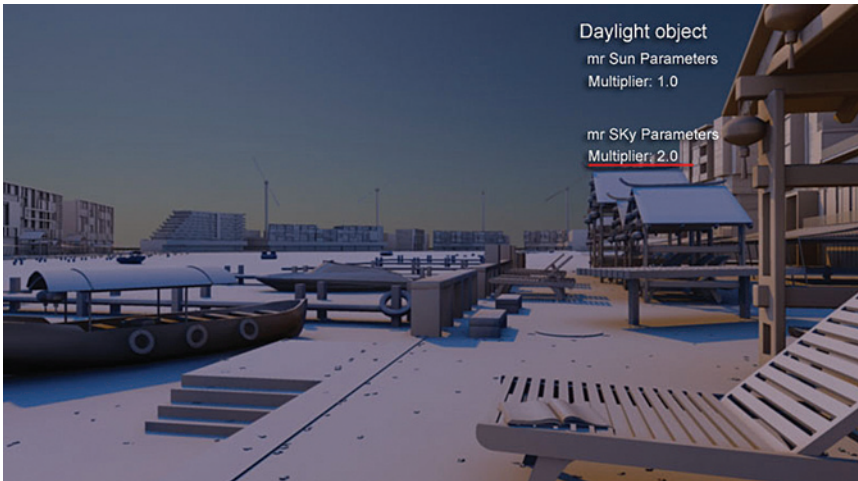 Daylight object
mr Sun Parameters
Multiplier: 1.0
mr SKy Parameters
Multiplier: 2.0